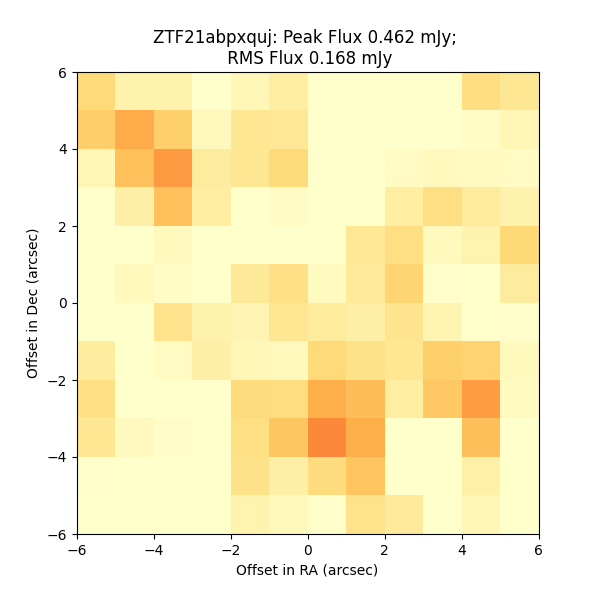 ZTF21abpxquj: Peak Flux 0.462 mJy;
RMS Flux 0.168 mJy
6
4
2
0
−2
−4
−6
Offset in Dec (arcsec)
−6 −4 −2 0 2 4 6
Offset in RA (arcsec)